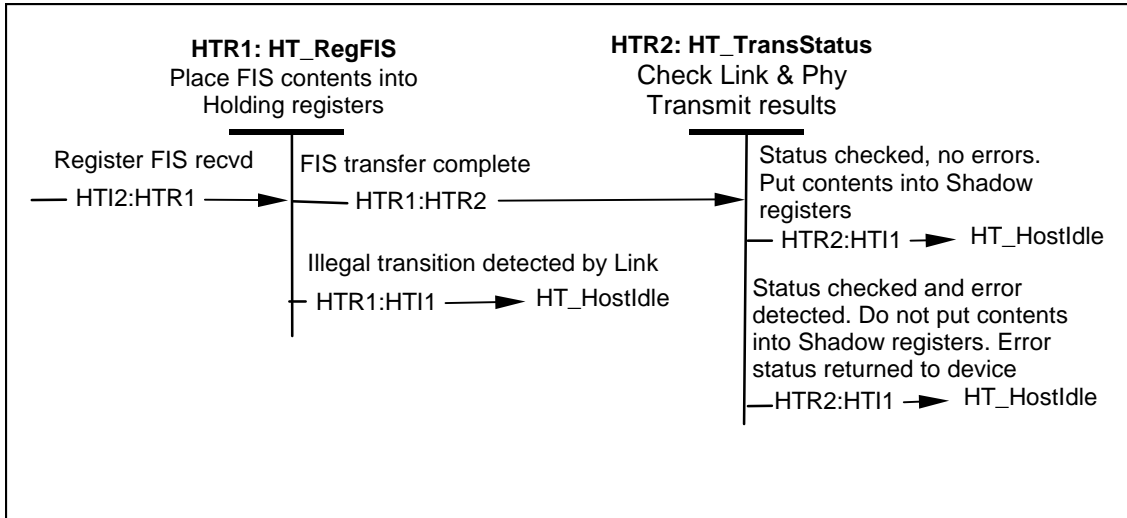 HTR1: HT_RegFIS
Place FIS contents into
Holding registers
HTR2: HT_TransStatus
Check Link & Phy
Transmit results
Register FIS recvd
HTI2:HTR1
FIS transfer complete
HTR1:HTR2
Illegal transition detected by Link
HTR1:HTI1
HT_HostIdle
Status checked, no errors.
Put contents into Shadow
registers
HTR2:HTI1
HT_HostIdle
Status checked and error
detected. Do not put contents
into Shadow registers. Error
status returned to device
HTR2:HTI1
HT_HostIdle